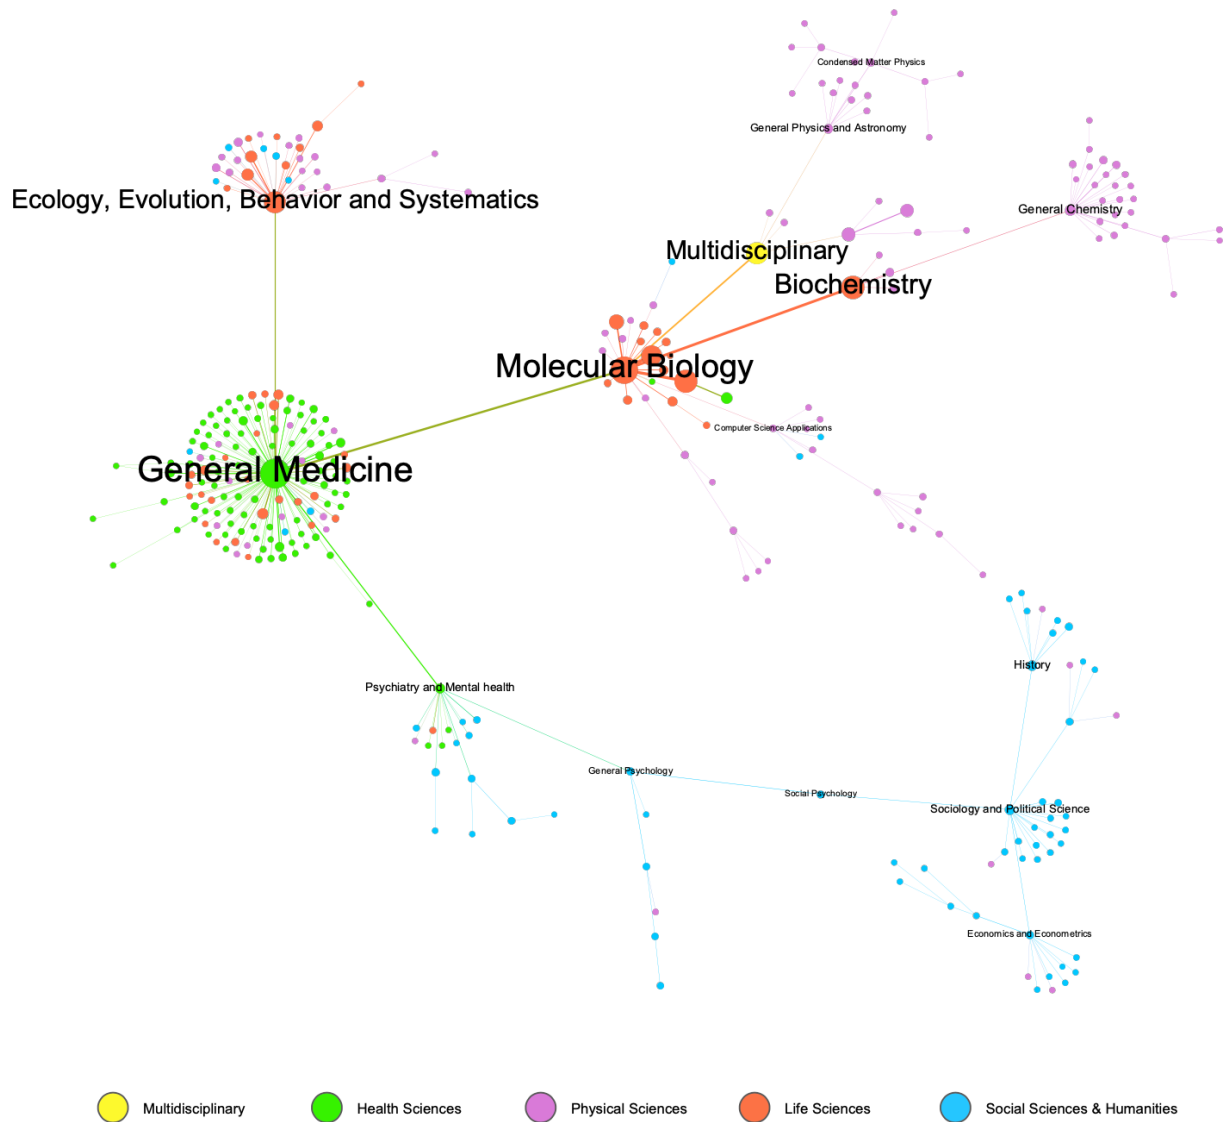 Condensed Matter Physics
General Physics and Astronomy
Ecology, Evolution, Behavior and Systematics
General Chemistry
Multidisciplinary
Biochemistry
Molecular Biology
Computer Science Applications
General Medicine
History
Psychiatry and Mental health
General Psychology
Social Psychology
Sociology and Political Science
Economics and Econometrics
Multidisciplinary
Health Sciences
Physical Sciences
Life Sciences
Social Sciences & Humanities